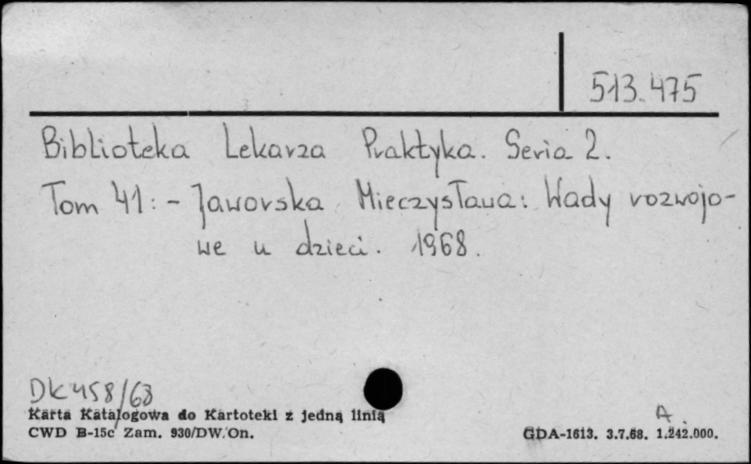 513.475
Biblioteka Lekarza Praktyka. Seria 2.
Tom 41: - Jaworska Mieczysława: Wady rozwojo-
we u dzieci. 1968.
DK 458/68
Karta Katalogowa do Kartoteki z jedną linią
CWD B-15c Zam. 930/DW.On.
A
GDA-1613. 3.7.68. 1.242.000.